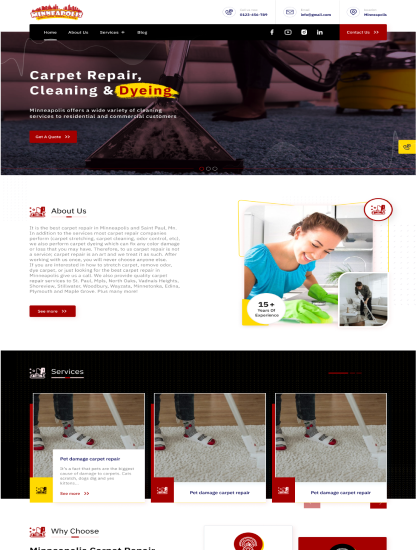 MINNEAPOLIS
0123-456-789
info@gmail.com
Minneapolis
Home
About Us
Services +
Blog
Contact Us
Carpet Repair,
Cleaning & Dyeing
Minneapolis offers a wide variety of cleaning
services to residential and commercial customers
Get A Quote
About Us
It is the best carpet repair in Minneapolis and Saint Paul, Mn.
In addition to the services most carpet repair companies
perform (carpet stretching, carpet cleaning, odor control, etc),
we also perform carpet dyeing which can fix any color damage
or loss that you may have. Therefore, to us carpet repair is not
a service; carpet repair is an art and we treat it as such. After
working with us once, you will never choose anyone else.
If you are interested in how to stretch carpet, remove odor,
dye carpet, or just looking for the best carpet repair in
Minneapolis give us a call. We also provide quality carpet
repair services to St. Paul, Mpls, North Oaks, Vadnais Heights,
Shoreview, Stillwater, Woodbury, Wayzata, Minnetonka, Edina,
Plymouth and Maple Grove. Plus many more!
See more
15 +
Years Of
Experience
Services
Pet damage carpet repair
It's a fact that pets are the biggest
cause of damage to carpets. Cats
scratch, dogs dig and yes
See more
Pet damage carpet repair
Pet damage carpet repair
Why Choose
Minneapolis Carpet Repair